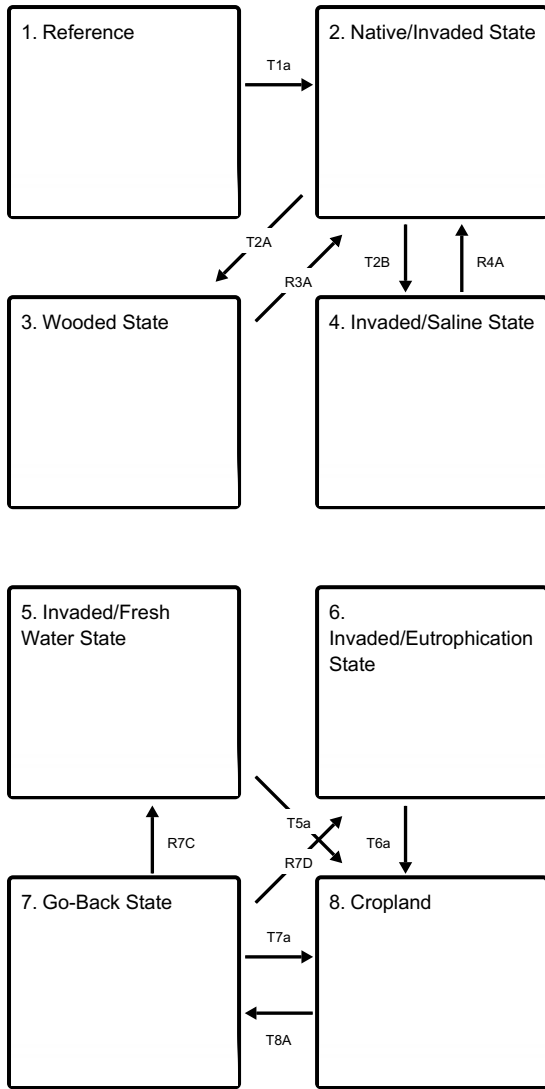 1. Reference
2. Native/Invaded State
T1a
T2A
R3A
T2B
R4A
3. Wooded State
4. Invaded/Saline State
5. Invaded/Fresh
Water State
6.
Invaded/Eutrophication
State
T5a
R7C
R7D
T6a
7. Go-Back State
8. Cropland
T7a
T8A